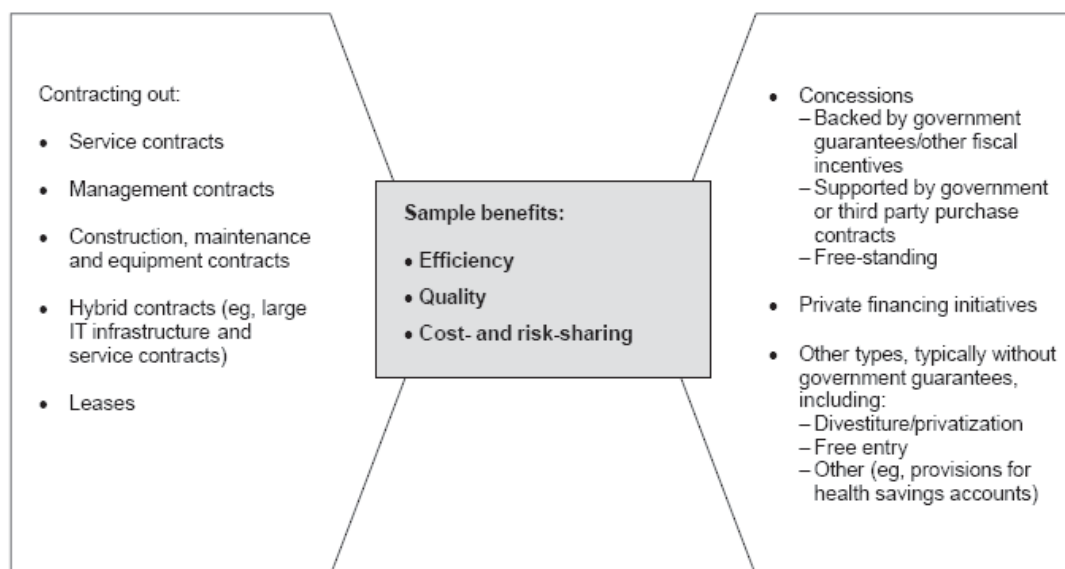 Contracting out:
• Service contracts
• Management contracts
• Construction, maintenance
and equipment contracts
• Hybrid contracts (eg, large
IT infrastructure and
service contracts)
• Leases
Sample benefits:
• Efficiency
• Quality
• Cost- and risk-sharing
• Concessions
– Backed by government
guarantees/other fiscal
incentives
– Supported by government
or third party purchase
contracts
– Free-standing
• Private financing initiatives
• Other types, typically without
government guarantees,
including:
– Divestiture/privatization
– Free entry
– Other (eg, provisions for
health savings accounts)